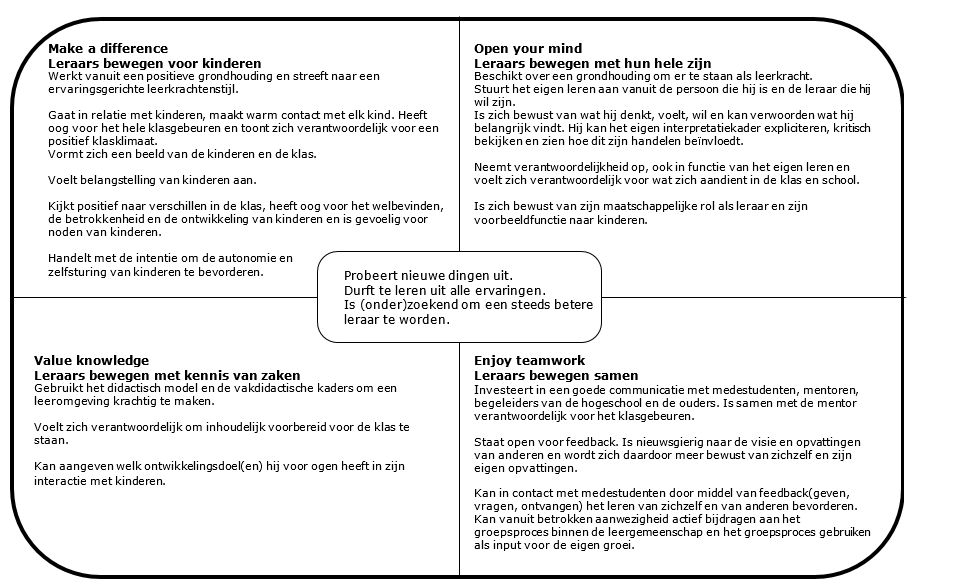 Make a difference
Leraars bewegen voor kinderen
Werkt vanuit een positieve grondhouding en streeft naar een
ervaringsgerichte leerkrachtenstijl.
Gaat in relatie met kinderen, maakt warm contact met elk kind. Heeft
oog voor het hele klasgebeuren en toont zich verantwoordelijk voor een
positief klasklimaat.
Vormt zich een beeld van de kinderen en de klas.
Voelt belangstelling van kinderen aan.
Kijkt positief naar verschillen in de klas, heeft oog voor het welbevinden,
de betrokkenheid en de ontwikkeling van kinderen en is gevoelig voor
noden van kinderen.
Handelt met de intentie om de autonomie en
zelfsturing van kinderen te bevorderen.
Open your mind
Leraars bewegen met hun hele zijn
Beschikt over een grondhouding om er te staan als leerkracht.
Stuurt het eigen leren aan vanuit de persoon die hij is en de leraar die hij
wil zijn.
Is zich bewust van wat hij denkt, voelt, wil en kan verwoorden wat hij
belangrijk vindt. Hij kan het eigen interpretatiekader expliciteren, kritisch
bekijken en zien hoe dit zijn handelen beïnvloedt.
Neemt verantwoordelijkheid op, ook in functie van het eigen leren en
voelt zich verantwoordelijk voor wat zich aandient in de klas en school.
Is zich bewust van zijn maatschappelijke rol als leraar en zijn
voorbeeldfunctie naar kinderen.
Probeert nieuwe dingen uit.
Durft te leren uit alle ervaringen.
Is (onder)zoekend om een steeds betere
leraar te worden.
Value knowledge
Leraars bewegen met kennis van zaken
Gebruikt het didactisch model en de vakdidactische kaders om een
leeromgeving krachtig te maken.
Voelt zich verantwoordelijk om inhoudelijk voorbereid voor de klas te
staan.
Kan aangeven welk ontwikkelingsdoel(en) hij voor ogen heeft in zijn
interactie met kinderen.
Enjoy teamwork
Leraars bewegen samen
Investeert in een goede communicatie met medestudenten, mentoren,
begeleiders van de hogeschool en de ouders. Is samen met de mentor
verantwoordelijk voor het klasgebeuren.
Staat open voor feedback. Is nieuwsgierig naar de visie en opvattingen
van anderen en wordt zich daardoor meer bewust van zichzelf en zijn
eigen opvattingen.
Kan in contact met medestudenten door middel van feedback(geven,
vragen, ontvangen) het leren van zichzelf en van anderen bevorderen.
Kan vanuit betrokken aanwezigheid actief bijdragen aan het
groepsproces binnen de leergemeenschap en het groepsproces gebruiken
als input voor de eigen groei.